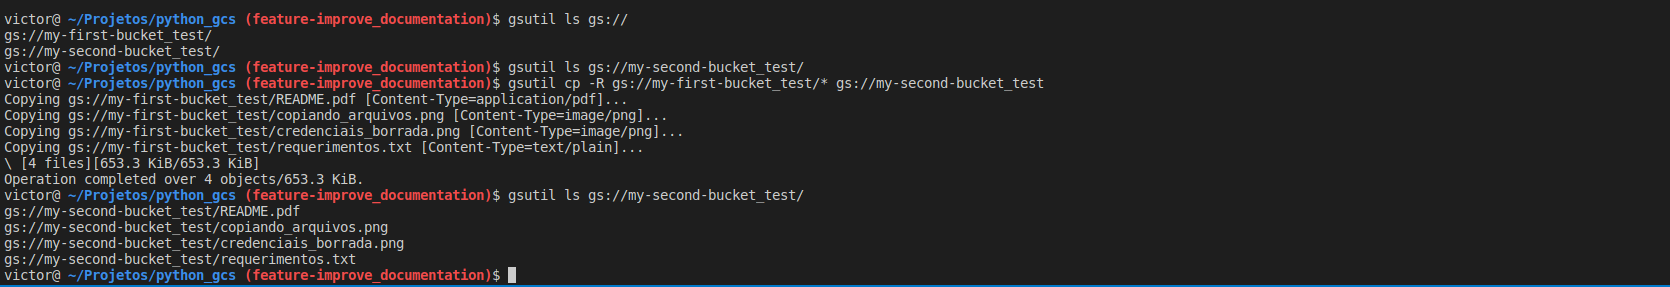 victor@ ~/Projetos/python_gcs (feature-improve_documentation)$ gsutil ls gs://
gs://my-first-bucket_test/
gs://my-second-bucket_test/
victor@ ~/Projetos/python_gcs (feature-improve_documentation)$ gsutil ls gs://my-second-bucket_test/
victor@ ~/Projetos/python_gcs (feature-improve_documentation)$ gsutil cp -R gs://my-first-bucket_test/* gs://my-second-bucket_test
Copying gs://my-first-bucket_test/README.pdf [Content-Type=application/pdf]...
Copying gs://my-first-bucket_test/copiando_arquivos.png [Content-Type=image/png]...
Copying gs://my-first-bucket_test/credenciais_borrada.png [Content-Type=image/png]...
Copying gs://my-first-bucket_test/requerimentos.txt [Content-Type=text/plain]...
\ [4 files][653.3 KiB/653.3 KiB]
Operation completed over 4 objects/653.3 KiB.
victor@ ~/Projetos/python_gcs (feature-improve_documentation)$ gsutil ls gs://my-second-bucket_test/
gs://my-second-bucket_test/README.pdf
gs://my-second-bucket_test/copiando_arquivos.png
gs://my-second-bucket_test/credenciais_borrada.png
gs://my-second-bucket_test/requerimentos.txt
victor@ ~/Projetos/python_gcs (feature-improve_documentation)$